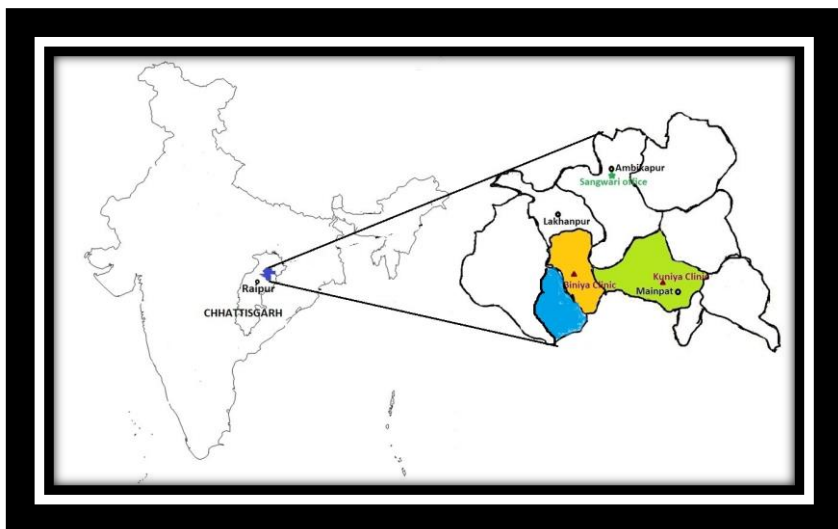 Ambikapur
Sangwari office
Lakhanpur
Biniya Clinic
Kuniya Clinic
Mainpat
Raipur
CHHATTISGARH